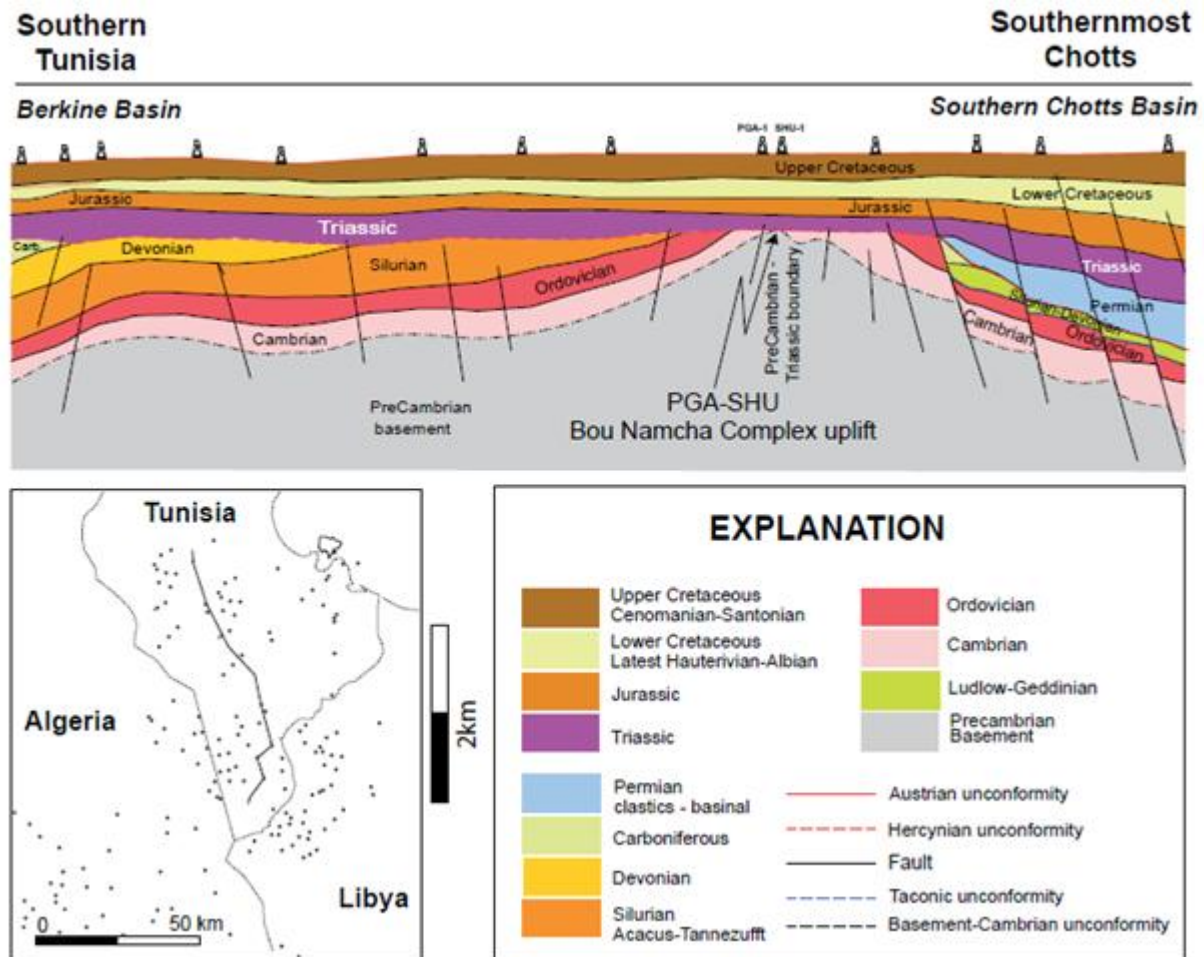 Southern
Tunisia
Southernmost
Chotts
Berkine Basin
Southern Chotts Basin
PGA-1 SHU-1
Upper Cretaceous
Lower Cretaceous
Jurassic
Jurassic
Triassic
Triassic
Carb.
Devonian
Silurian
Ordovician
Cambrian
Permian
Silurian-Devonian
Ordovician
Cambrian
PreCambrian -
Triassic boundary
PreCambrian
basement
PGA-SHU
Bou Namcha Complex uplift
Tunisia
Algeria
Libya
0 50 km
2km
EXPLANATION
Upper Cretaceous
Cenomanian-Santonian
Lower Cretaceous
Latest Hauterivian-Albian
Jurassic
Triassic
Permian
clastics - basinal
Carboniferous
Devonian
Silurian
Acacus-Tannezufft
Ordovician
Cambrian
Ludlow-Geddinian
Precambrian
Basement
Austrian unconformity
Hercynian unconformity
Fault
Taconic unconformity
Basement-Cambrian unconformity